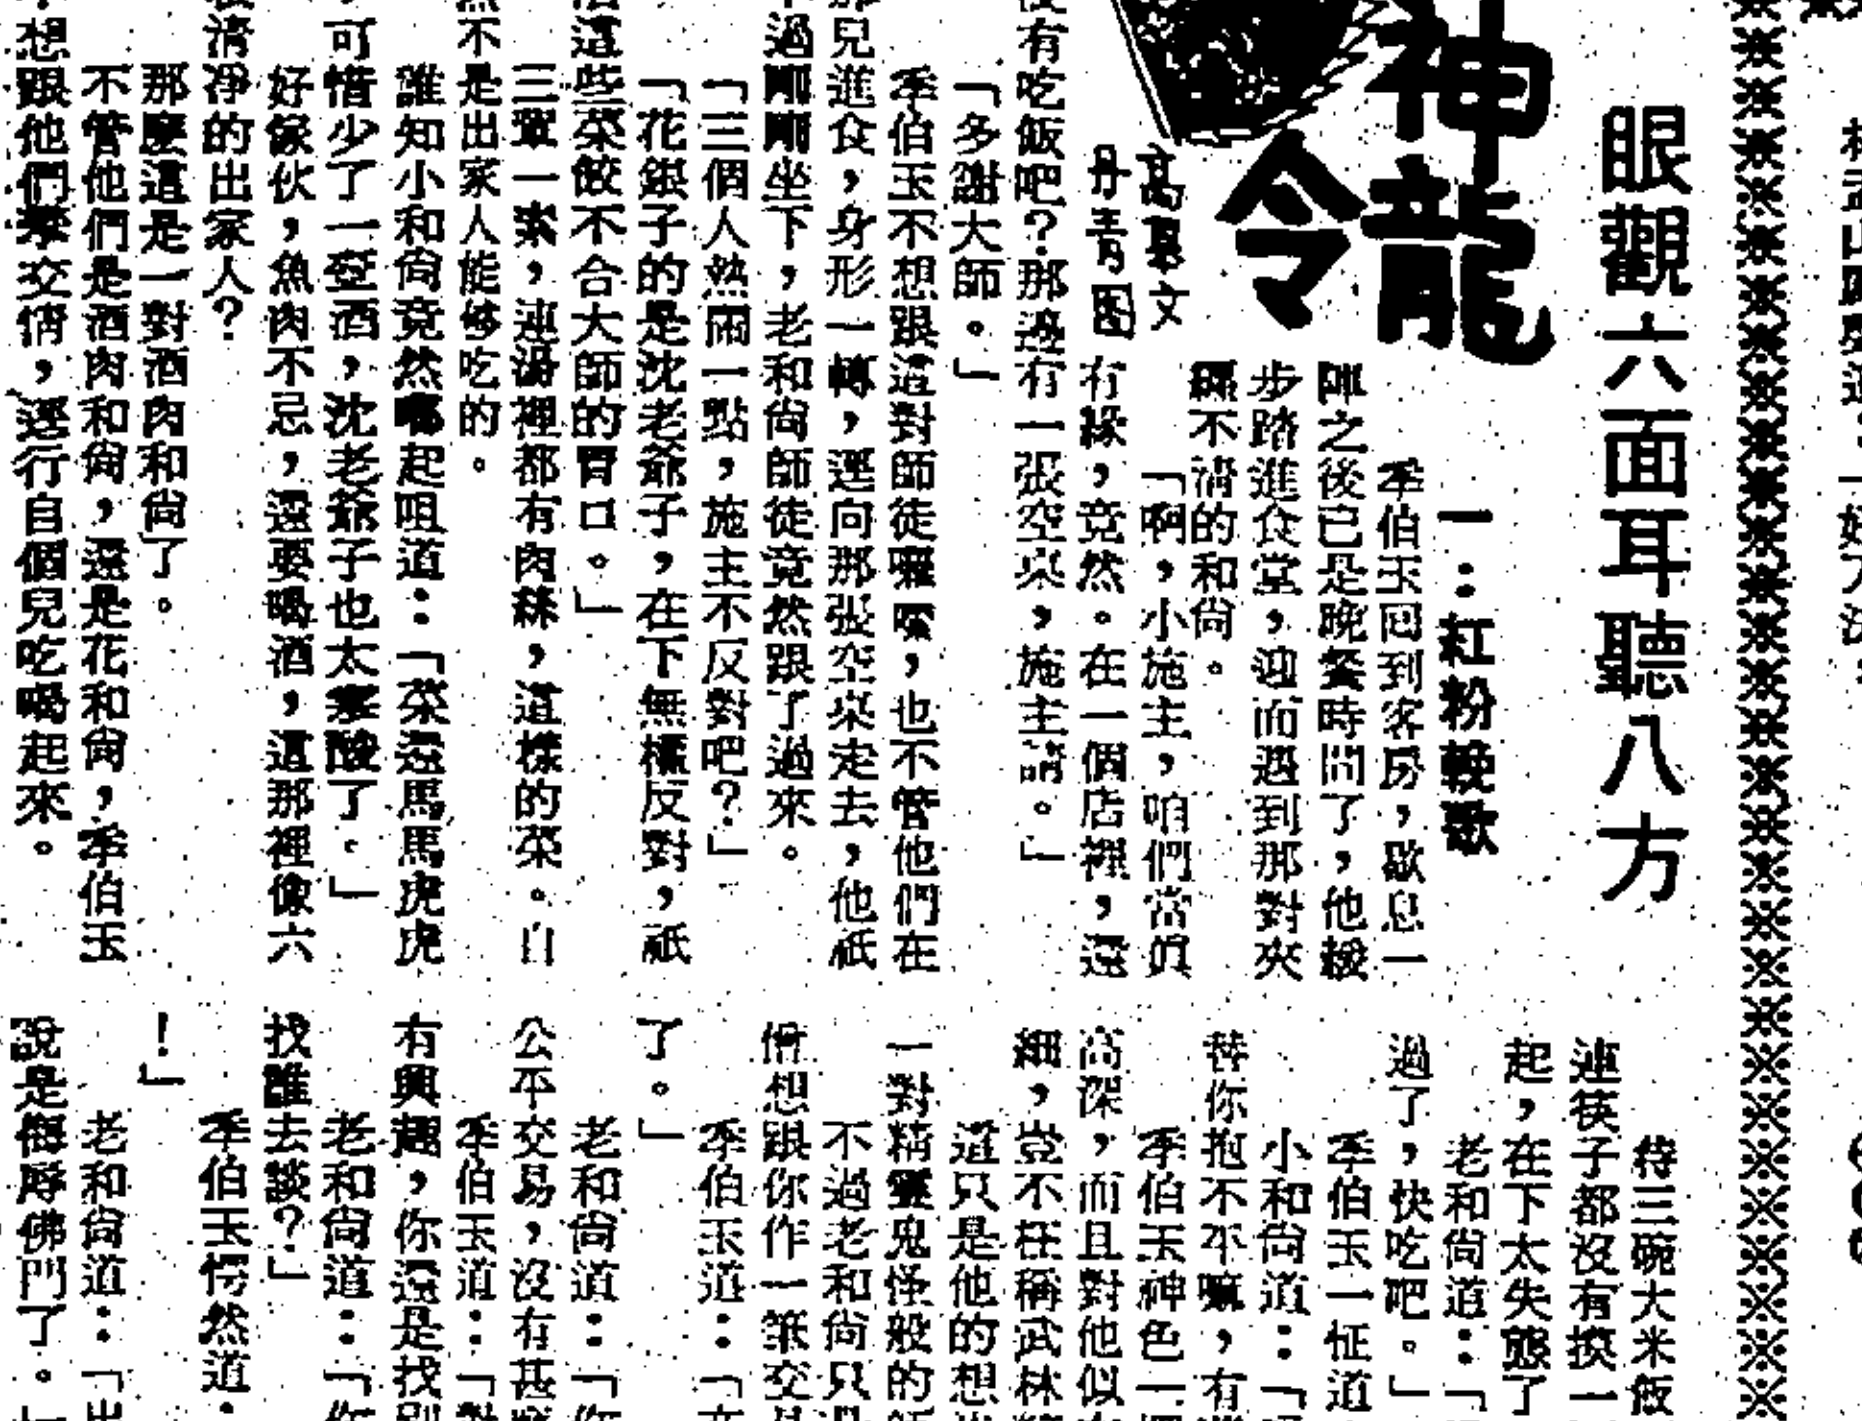 眼觀六面耳聽八方
神龍令
高夏文
丹青图
一：紅粉輓歌
季伯玉回到客房，歇息一
陣之後已是晚餐時間了，他緩
步踏進食堂，迎面遇到那對夾
纏不清的和尚。
「啊，小施主，咱們當眞
有緣，竟然。在一個店裡，還
沒有吃飯吧？那邊有一張空桌，施主請。」
「多謝大師。」
季伯玉不想跟這對師徒囉嗦，也不管他們在
那兒進食，身形一轉，逕向那張空桌走去，他祇
不過剛剛坐下，老和尚師徒竟然跟了過來。
「三個人熱鬧一點，施主不反對吧？」
「花銀子的是沈老爺子，在下無權反對，祇
這些菜餃不合大師的胃口。」
三葷一素，連湯裡都有肉絲，這樣的菜。自
然不是出家人能够吃的。
誰知小和尚竟然嘴起咀道：「菜還馬馬虎虎
，可惜少了一壺酒，沈老爺子也太寒酸了。」
好傢伙，魚肉不忌，還要喝酒，這那裡像六
清淨的出家人？
那麼這是一對酒肉和尚了。
不管他們是酒肉和尚，還是花和尚，季伯玉
不想跟他們攀交情，逕行自個兒吃喝起來。
待三碗大米飯
連筷子都沒有換一
起，在下太失態了
老和尚道：「
過了，快吃吧。」
季伯玉一怔道
小和尚道：「
替你抱不平嘛，有
季伯玉神色一
高深，而且對他似
細，豈不枉稱武林
這只是他的想
一對精靈鬼怪般的
不過老和尚只
僧想跟你作一筆交
季伯玉道：「
了。」
老和尚道：「你
公平交易，沒有甚
季伯玉道：「對
有興趣，你還是找別
老和尚道：「你
找誰去談？」
季伯玉愕然道：
！」
老和尚道：「出
說是侮辱佛門了。